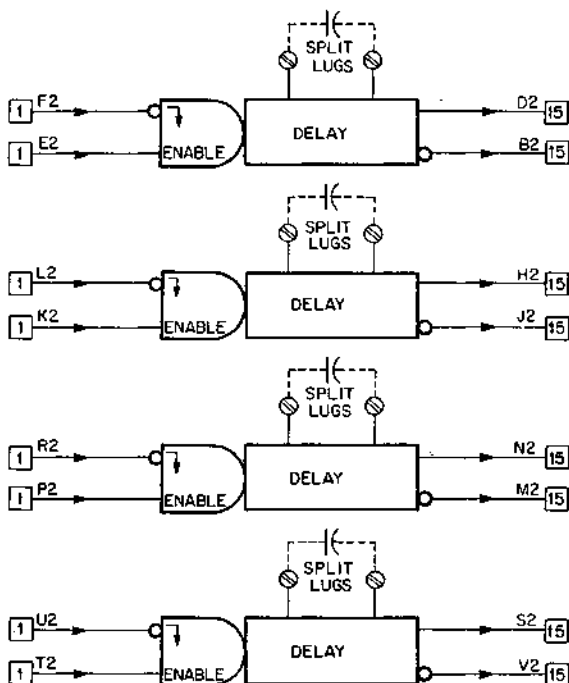 SPLIT
LUGS
1 F2 D2 15
DELAY
1 E2 ENABLE B2 15
SPLIT
LUGS
1 L2 H2 15
DELAY
1 K2 ENABLE J2 15
SPLIT
LUGS
1 R2 N2 15
DELAY
1 P2 ENABLE M2 15
SPLIT
LUGS
1 U2 S2 15
DELAY
1 T2 ENABLE V2 15